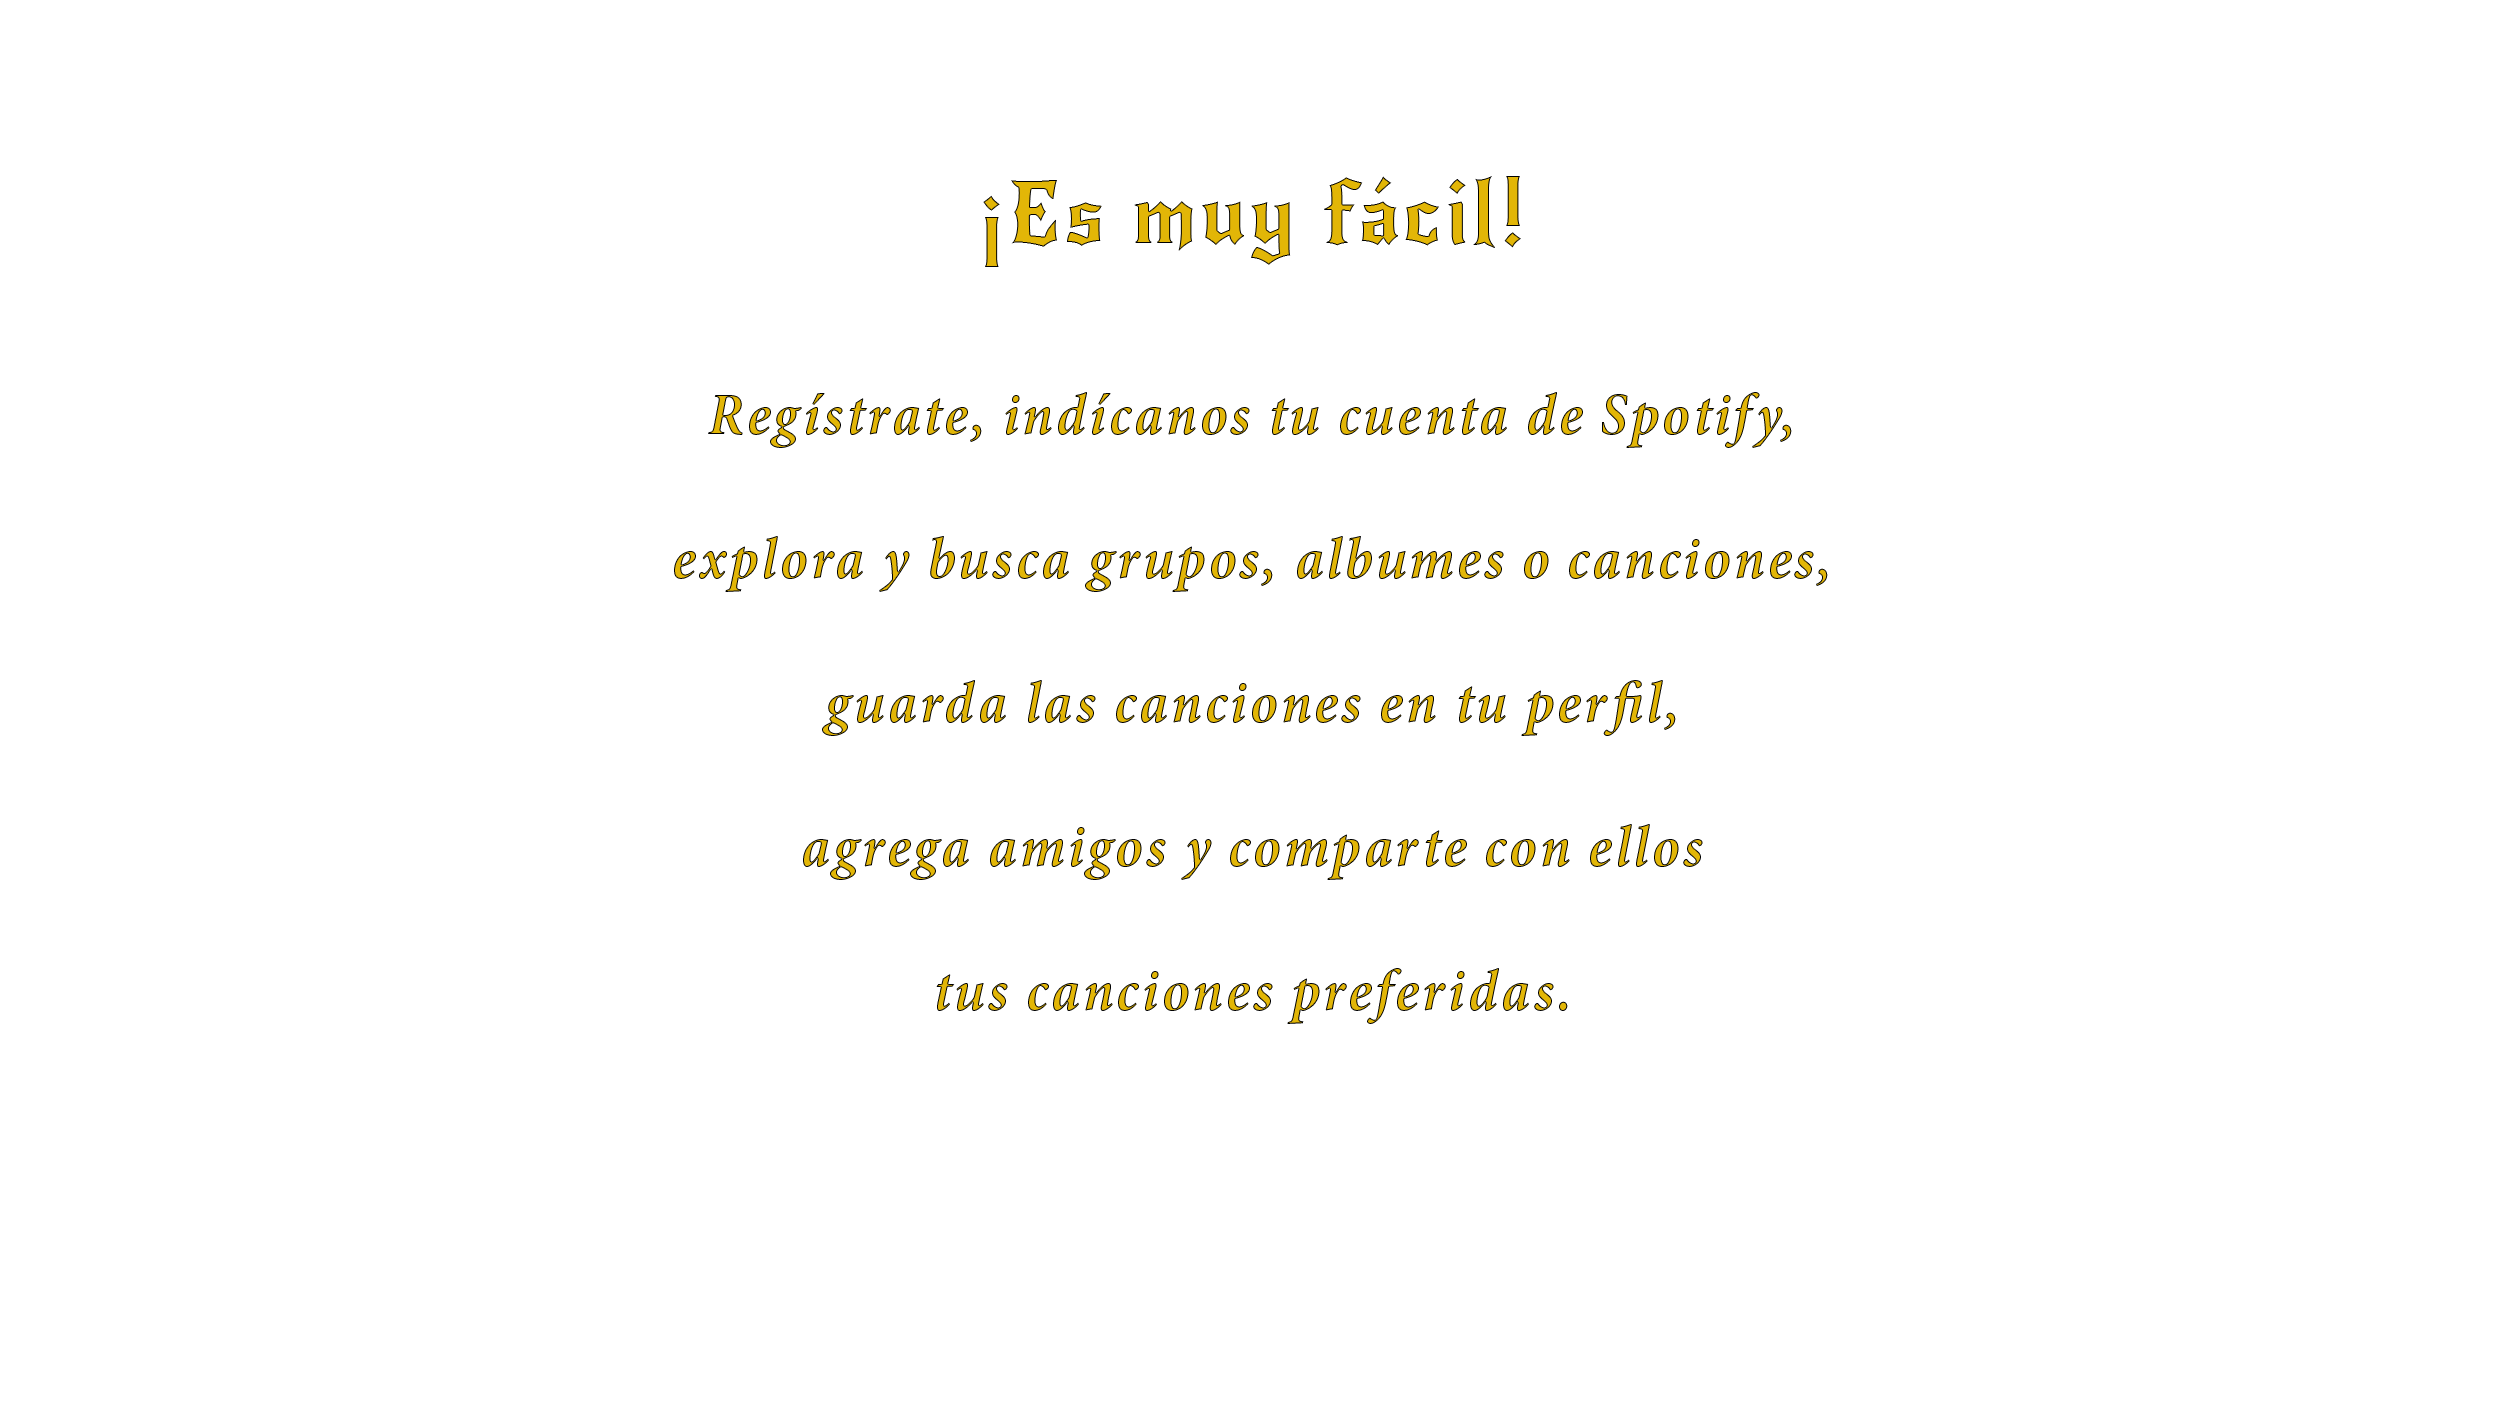 ¡Es muy fácil!
Regístrate, indícanos tu cuenta de Spotify,
explora y busca grupos, albumes o canciones,
guarda las canciones en tu perfil,
agrega amigos y comparte con ellos
tus canciones preferidas.